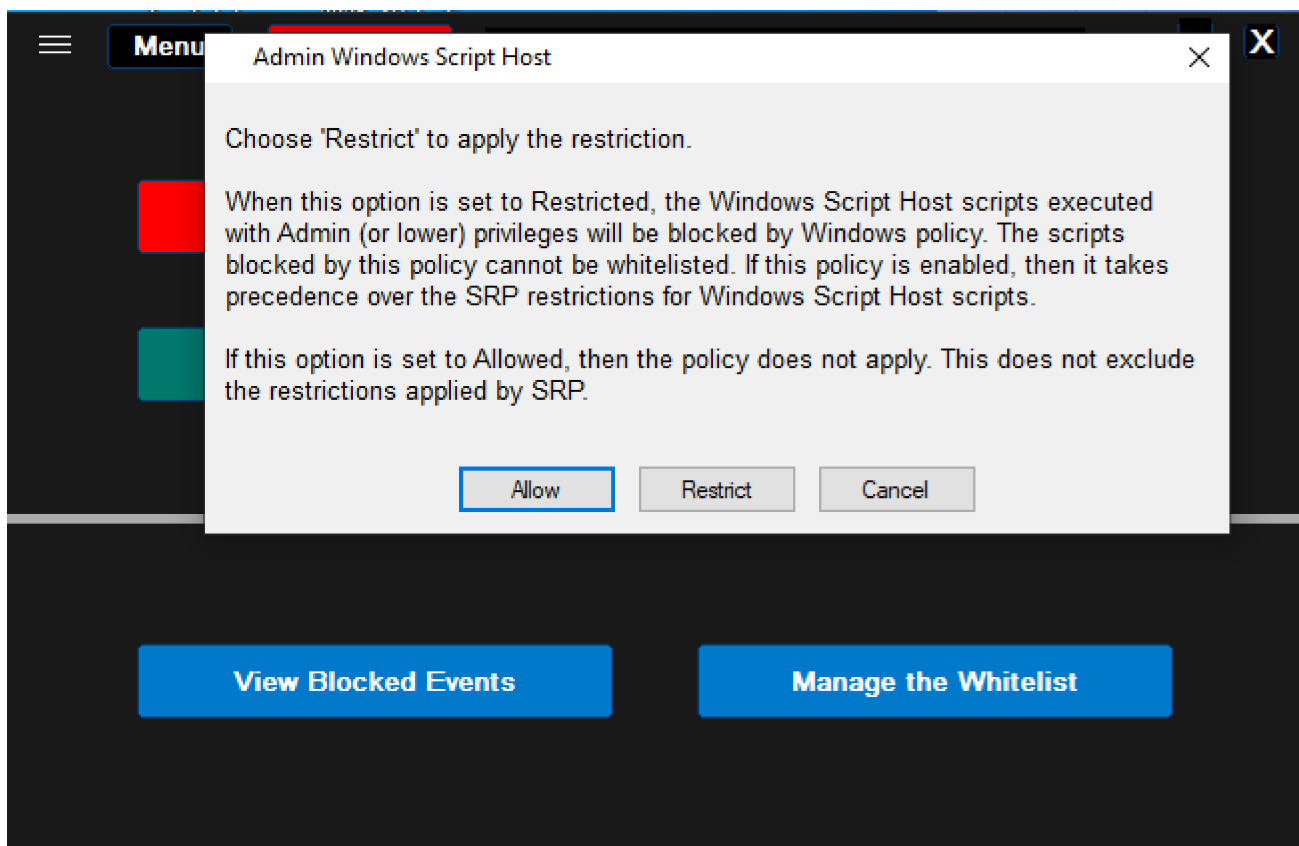 Menu
X
Admin Windows Script Host
Choose 'Restrict' to apply the restriction.
When this option is set to Restricted, the Windows Script Host scripts executed
with Admin (or lower) privileges will be blocked by Windows policy. The scripts
blocked by this policy cannot be whitelisted. If this policy is enabled, then it takes
precedence over the SRP restrictions for Windows Script Host scripts.
If this option is set to Allowed, then the policy does not apply. This does not exclude
the restrictions applied by SRP.
Allow
Restrict
Cancel
View Blocked Events
Manage the Whitelist